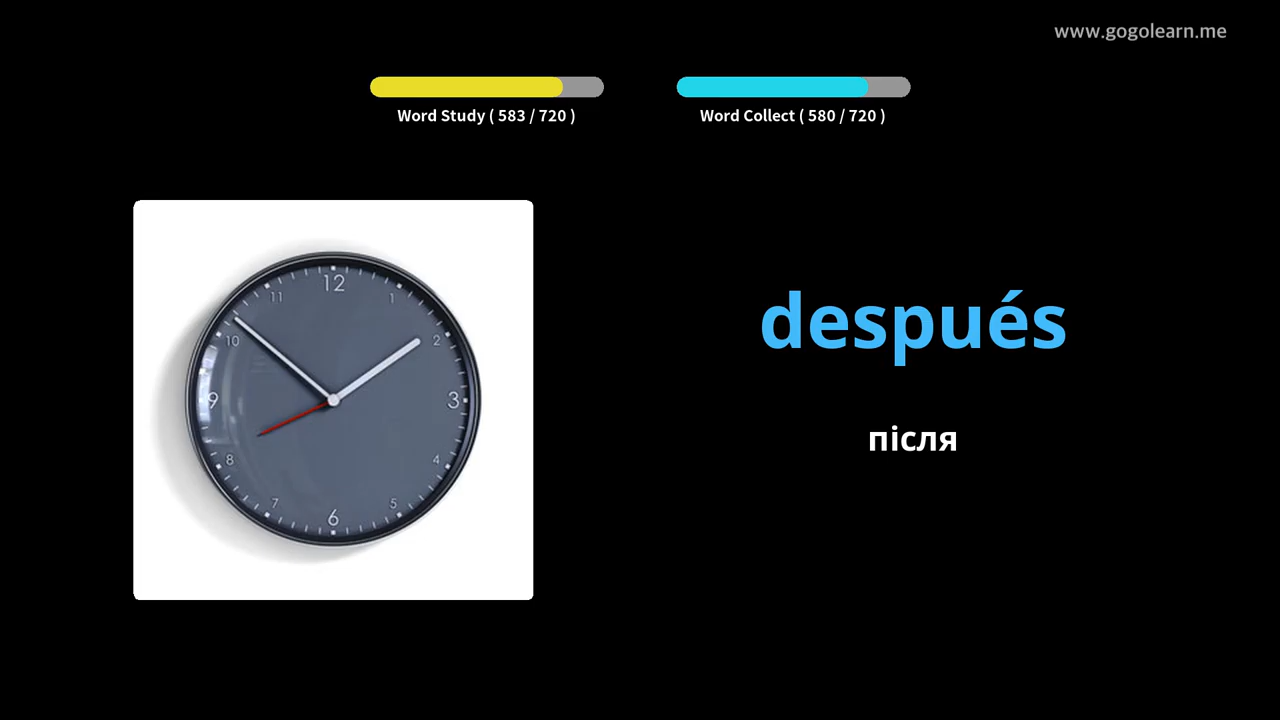 www.gogolearn.me
Word Study ( 583 / 720 )
Word Collect ( 580 / 720 )
12
11
1
10
2
9
3
8
4
7
5
6
después
після